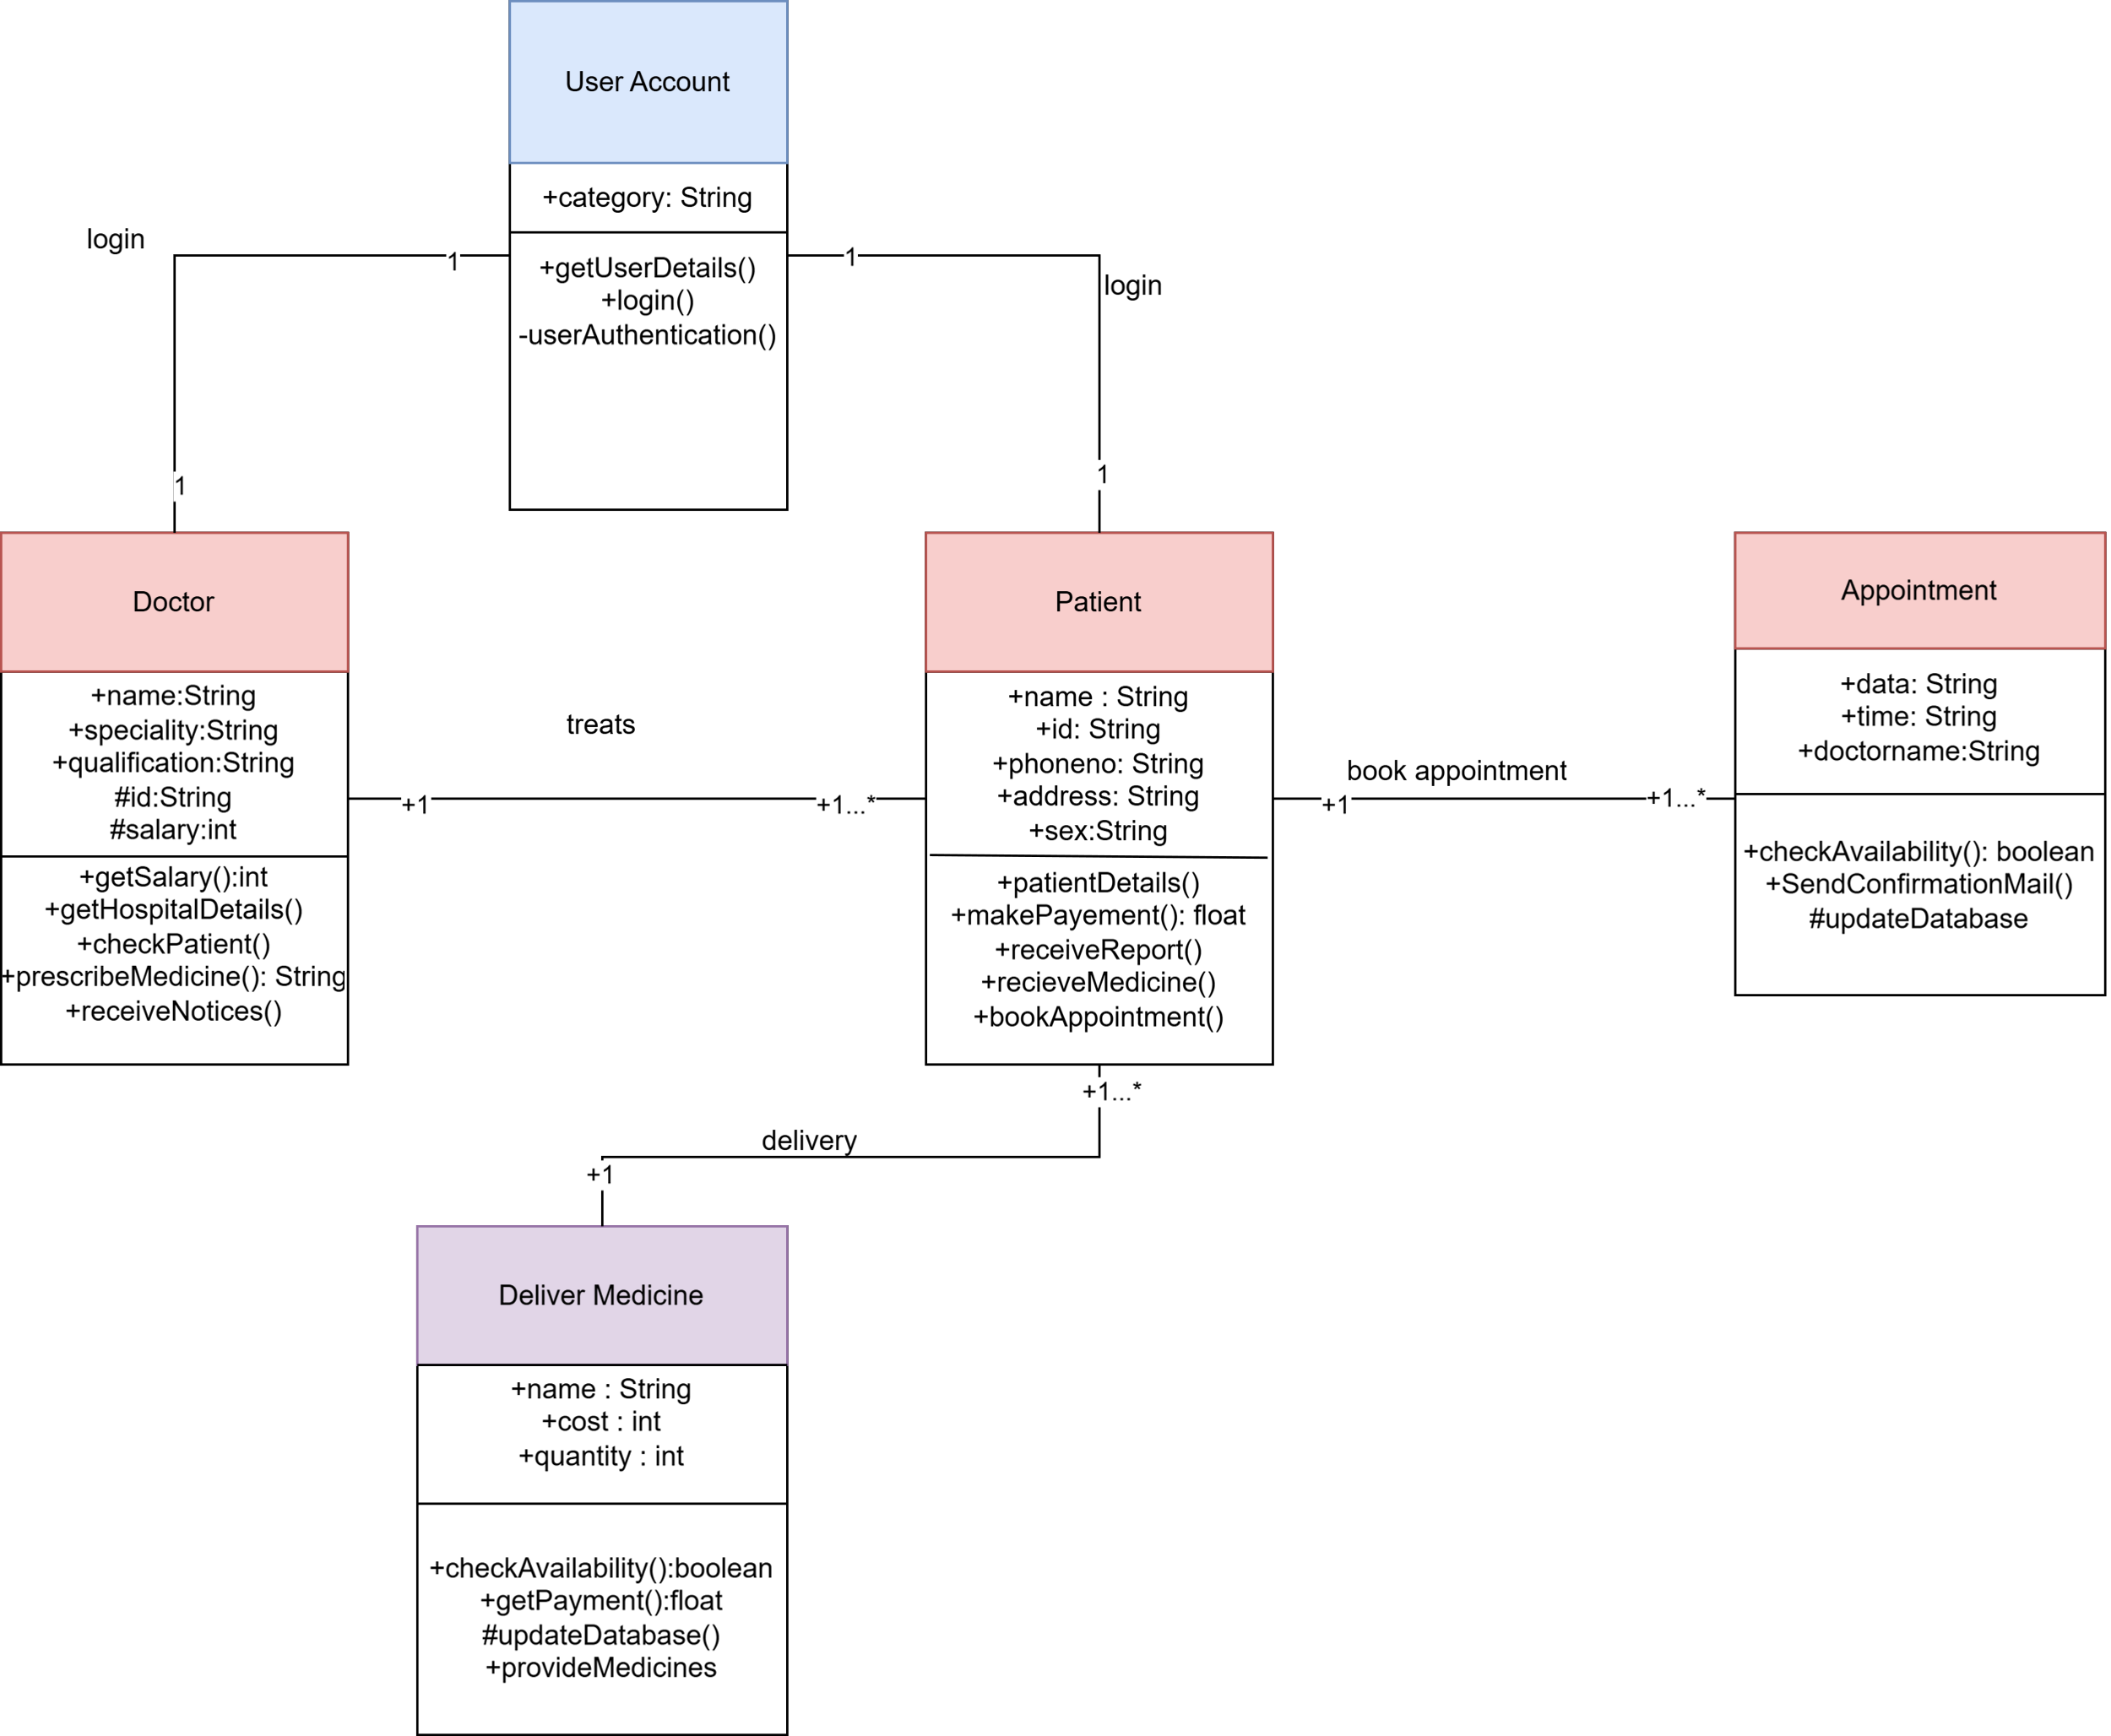 User Account
+category: String
+getUserDetails()
+login()
-userAuthentication()
login
1
1
login
1
1
Doctor
+name:String
+speciality:String
+qualification:String
#id:String
#salary:int
+getSalary():int
+getHospitalDetails()
+checkPatient()
+prescribeMedicine(): String
+receiveNotices()
treats
+1
+1...*
Patient
+name : String
+id: String
+phoneno: String
+address: String
+sex:String
+patientDetails()
+makePayement(): float
+receiveReport()
+recieveMedicine()
+bookAppointment()
book appointment
+1
+1...*
Appointment
+data: String
+time: String
+doctorname:String
+checkAvailability(): boolean
+SendConfirmationMail()
#updateDatabase
+1...*
delivery
+1
Deliver Medicine
+name : String
+cost : int
+quantity : int
+checkAvailability():boolean
+getPayment():float
#updateDatabase()
+provideMedicines